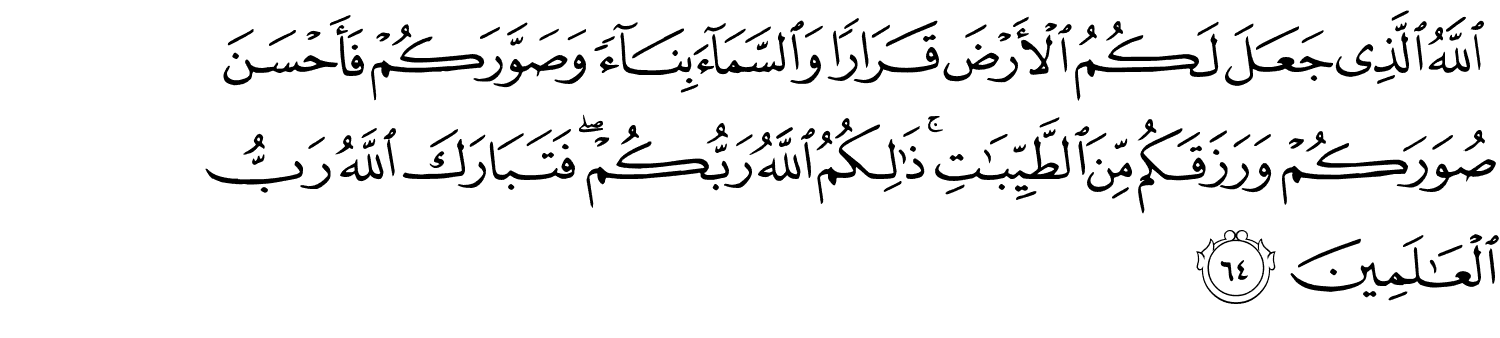 ٱللَّهُ ٱلَّذِى جَعَلَ لَكُمُ ٱلْأَرْضَ قَرَارًا وَٱلسَّمَآءَ بِنَآءً وَصَوَّرَكُمْ فَأَحْسَنَ
صُوَرَكُمْ وَرَزَقَكُم مِّنَ ٱلطَّيِّبَٰتِ ۚ ذَٰلِكُمُ ٱللَّهُ رَبُّكُمْ ۖ فَتَبَارَكَ ٱللَّهُ رَبُّ
ٱلْعَٰلَمِينَ ٦٤